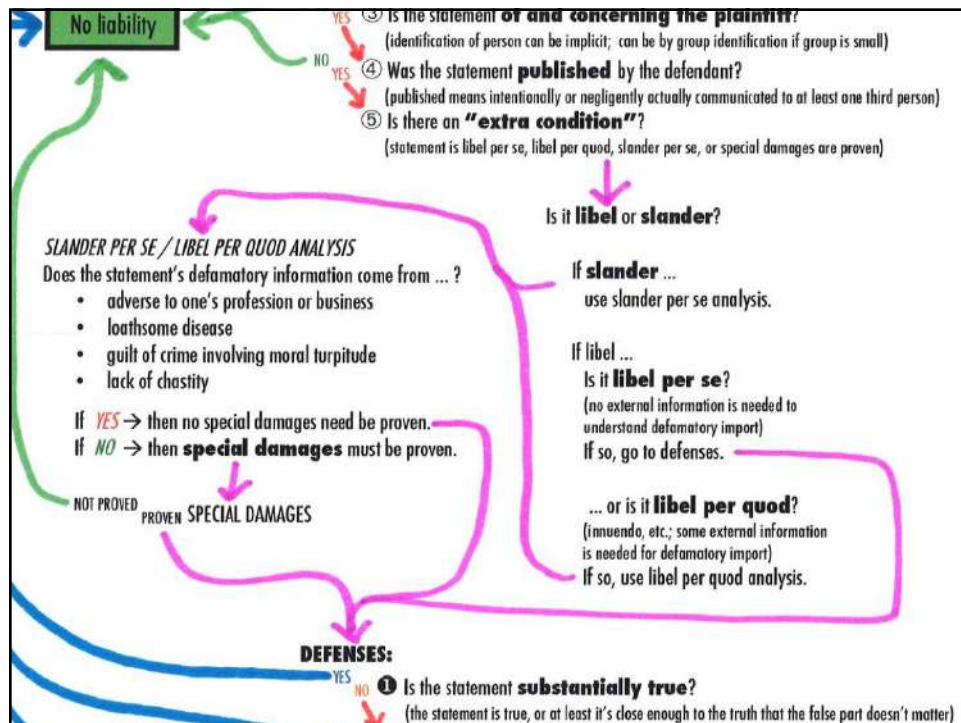 No liability
YES ③ Is the statement of and concerning the plaintiff?
(identification of person can be implicit; can be by group identification if group is small)
NO YES ④ Was the statement published by the defendant?
(published means intentionally or negligently actually communicated to at least one third person)
⑤ Is there an "extra condition"?
(statement is libel per se, libel per quod, slander per se, or special damages are proven)
Is it libel or slander?
If slander ...
use slander per se analysis.
If libel ...
Is it libel per se?
(no external information is needed to
understand defamatory import)
If so, go to defenses.
... or is it libel per quod?
(innuendo, etc.; some external information
is needed for defamatory import)
If so, use libel per quod analysis.
SLANDER PER SE / LIBEL PER QUOD ANALYSIS
Does the statement's defamatory information come from ... ?
• adverse to one's profession or business
• loathsome disease
• guilt of crime involving moral turpitude
• lack of chastity
If YES → then no special damages need be proven.
If NO → then special damages must be proven.
NOT PROVED PROVEN SPECIAL DAMAGES
DEFENSES:
YES NO ❶ Is the statement substantially true?
(the statement is true, or at least it's close enough to the truth that the false part doesn't matter)